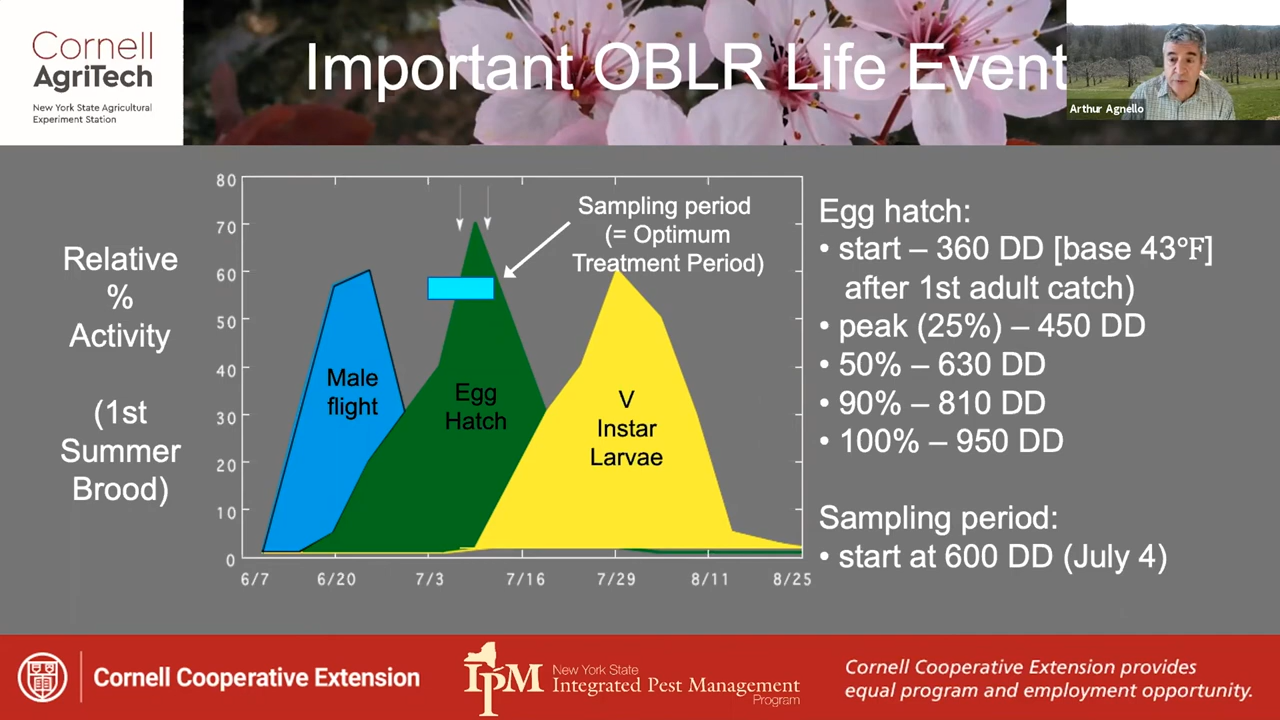 Cornell
AgriTech
New York State Agricultural
Experiment Station
Important OBLR Life Event
Arthur Agnello
Relative
%
Activity
(1st
Summer
Brood)
80
70
60
50
40
30
20
10
0
6/7
6/20
7/3
7/16
7/29
8/11
8/25
Male
flight
Egg
Hatch
V
Instar
Larvae
Sampling period
(= Optimum
Treatment Period)
Egg hatch:
• start – 360 DD [base 43°F]
after 1st adult catch)
• peak (25%) – 450 DD
• 50% – 630 DD
• 90% – 810 DD
• 100% – 950 DD
Sampling period:
• start at 600 DD (July 4)
Cornell Cooperative Extension
IPM
New York State
Integrated Pest Management
Program
Cornell Cooperative Extension provides
equal program and employment opportunity.